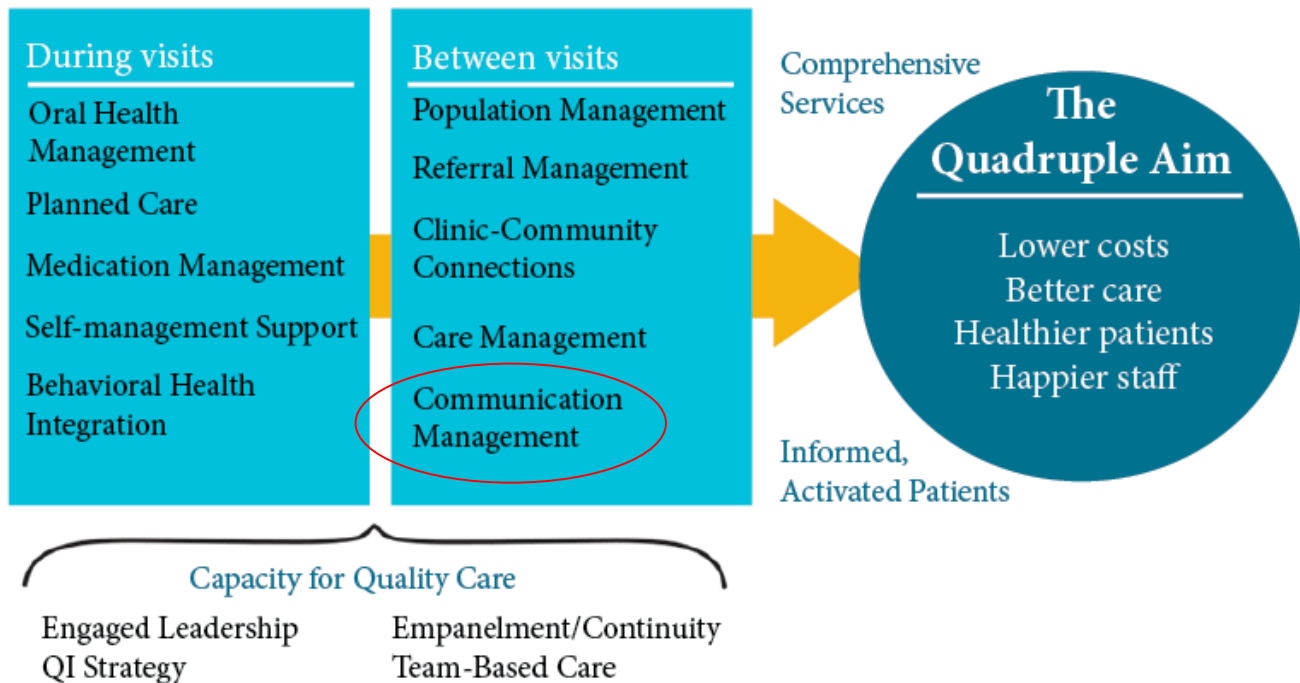 During visits
Oral Health
Management
Planned Care
Medication Management
Self-management Support
Behavioral Health
Integration
Between visits
Population Management
Referral Management
Clinic-Community
Connections
Care Management
Communication
Management
Comprehensive
Services
Informed,
Activated Patients
The
Quadruple Aim
Lower costs
Better care
Healthier patients
Happier staff
Capacity for Quality Care
Engaged Leadership
QI Strategy
Empanelment/Continuity
Team-Based Care